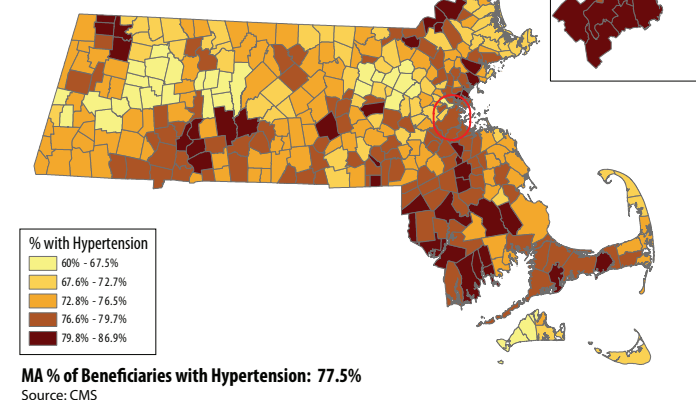 % with Hypertension
60% - 67.5%
67.6% - 72.7%
72.8% - 76.5%
76.6% - 79.7%
79.8% - 86.9%
MA % of Beneficiaries with Hypertension: 77.5%
Source: CMS